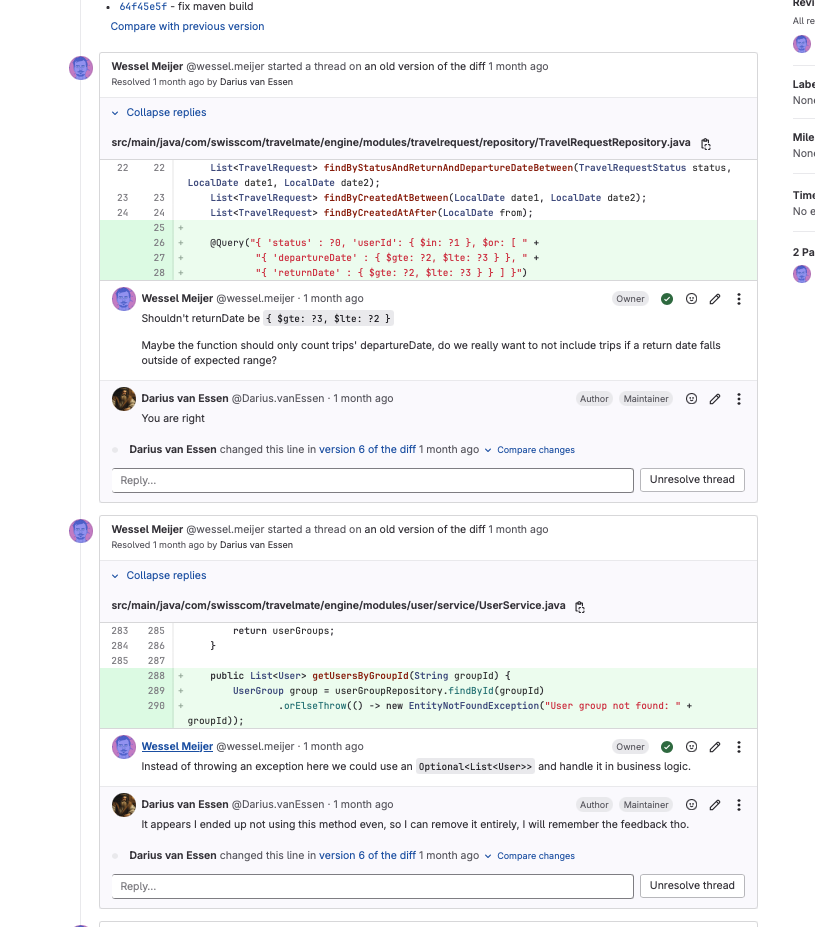 64f45e5f - fix maven build
Compare with previous version
Wessel Meijer @wessel.meijer started a thread on an old version of the diff 1 month ago
Resolved 1 month ago by Darius van Essen
Collapse replies
src/main/java/com/swisscom/travelmate/engine/modules/travelrequest/repository/TravelRequestRepository.java
22 22 List<TravelRequest> findByStatusAndReturnAndDepartureDateBetween(TravelRequestStatus status,
LocalDate date1, LocalDate date2);
23 23 List<TravelRequest> findByCreatedAtBetween(LocalDate date1, LocalDate date2);
24 24 List<TravelRequest> findByCreatedAtAfter(LocalDate from);
25 +
26 + @Query("{ 'status' : ?0, 'userId': { $in: ?1 }, $or: [ " +
27 + "{ 'departureDate' : { $gte: ?2, $lte: ?3 } }, " +
28 + "{ 'returnDate' : { $gte: ?2, $lte: ?3 } } ] }")
Wessel Meijer @wessel.meijer · 1 month ago Owner
Shouldn't returnDate be { $gte: ?3, $lte: ?2 }
Maybe the function should only count trips' departureDate, do we really want to not include trips if a return date falls
outside of expected range?
Darius van Essen @Darius.vanEssen · 1 month ago Author Maintainer
You are right
Darius van Essen changed this line in version 6 of the diff 1 month ago Compare changes
Reply... Unresolve thread
Wessel Meijer @wessel.meijer started a thread on an old version of the diff 1 month ago
Resolved 1 month ago by Darius van Essen
Collapse replies
src/main/java/com/swisscom/travelmate/engine/modules/user/service/UserService.java
283 285 return userGroups;
284 286 }
285 287
288 + public List<User> getUsersByGroupId(String groupId) {
289 + UserGroup group = userGroupRepository.findById(groupId)
290 + .orElseThrow(() -> new EntityNotFoundException("User group not found: " +
groupId));
Wessel Meijer @wessel.meijer · 1 month ago Owner
Instead of throwing an exception here we could use an Optional<List<User>> and handle it in business logic.
Darius van Essen @Darius.vanEssen · 1 month ago Author Maintainer
It appears I ended up not using this method even, so I can remove it entirely, I will remember the feedback tho.
Darius van Essen changed this line in version 6 of the diff 1 month ago Compare changes
Reply... Unresolve thread
Revi
All re
Labe
None
Mile
None
Time
No e
2 Pa